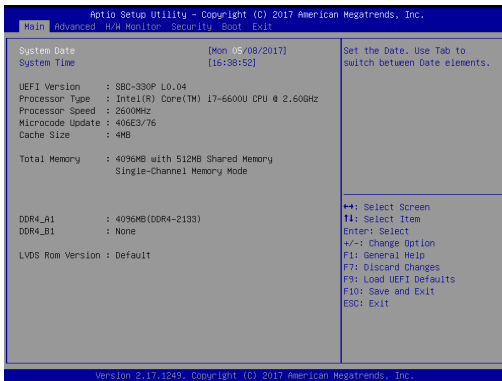 Aptio Setup Utility – Copyright (C) 2017 American Megatrends, Inc.
Main Advanced H/W Monitor Security Boot Exit
System Date [Mon 05/08/2017]
System Time [16:38:52]
UEFI Version : SBC-330P L0.04
Processor Type : Intel(R) Core(TM) i7-6600U CPU @ 2.60GHz
Processor Speed : 2600MHz
Microcode Update : 406E3/76
Cache Size : 4MB
Total Memory : 4096MB with 512MB Shared Memory
Single-Channel Memory Mode
DDR4_A1 : 4096MB(DDR4-2133)
DDR4_B1 : None
LVDS Rom Version : Default
Set the Date. Use Tab to
switch between Date elements.
↔: Select Screen
↑↓: Select Item
Enter: Select
+/-: Change Option
F1: General Help
F7: Discard Changes
F9: Load UEFI Defaults
F10: Save and Exit
ESC: Exit
Version 2.17.1249. Copyright (C) 2017 American Megatrends, Inc.